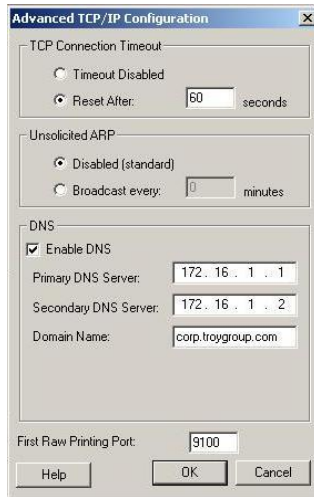 Advanced TCP/IP Configuration
TCP Connection Timeout
Timeout Disabled
Reset After: 60 seconds
Unsolicited ARP
Disabled (standard)
Broadcast every: 0 minutes
DNS
Enable DNS
Primary DNS Server: 172 . 16 . 1 . 1
Secondary DNS Server: 172 . 16 . 1 . 2
Domain Name: corp.troygroup.com
First Raw Printing Port: 9100
Help OK Cancel